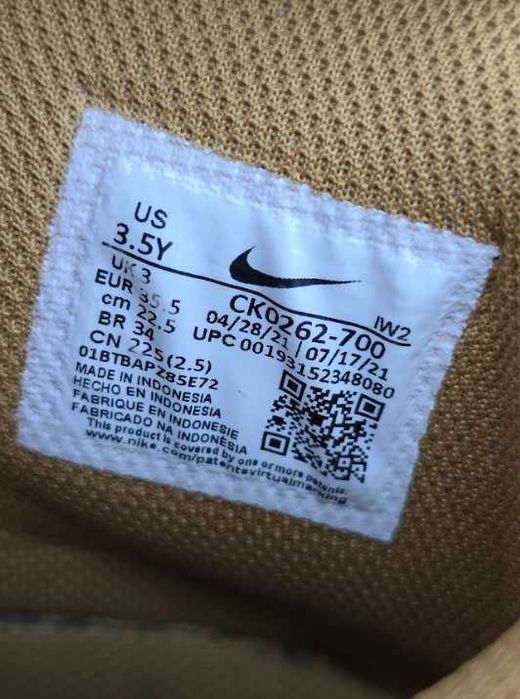 US
3.5Y
UK 3
EUR 35.5
cm 22.5
BR 34
CN 225(2.5)
01BTBAPZB5E72
IW2
CK0262-700
04/28/21 | 07/17/21
UPC 00193152348080
MADE IN INDONESIA
HECHO EN INDONESIA
FABRIQUE EN INDONESIE
FABRICADO NA INDONÉSIA
This product is covered by one or more patents:
www.nike.com/patentsvirtualmarking